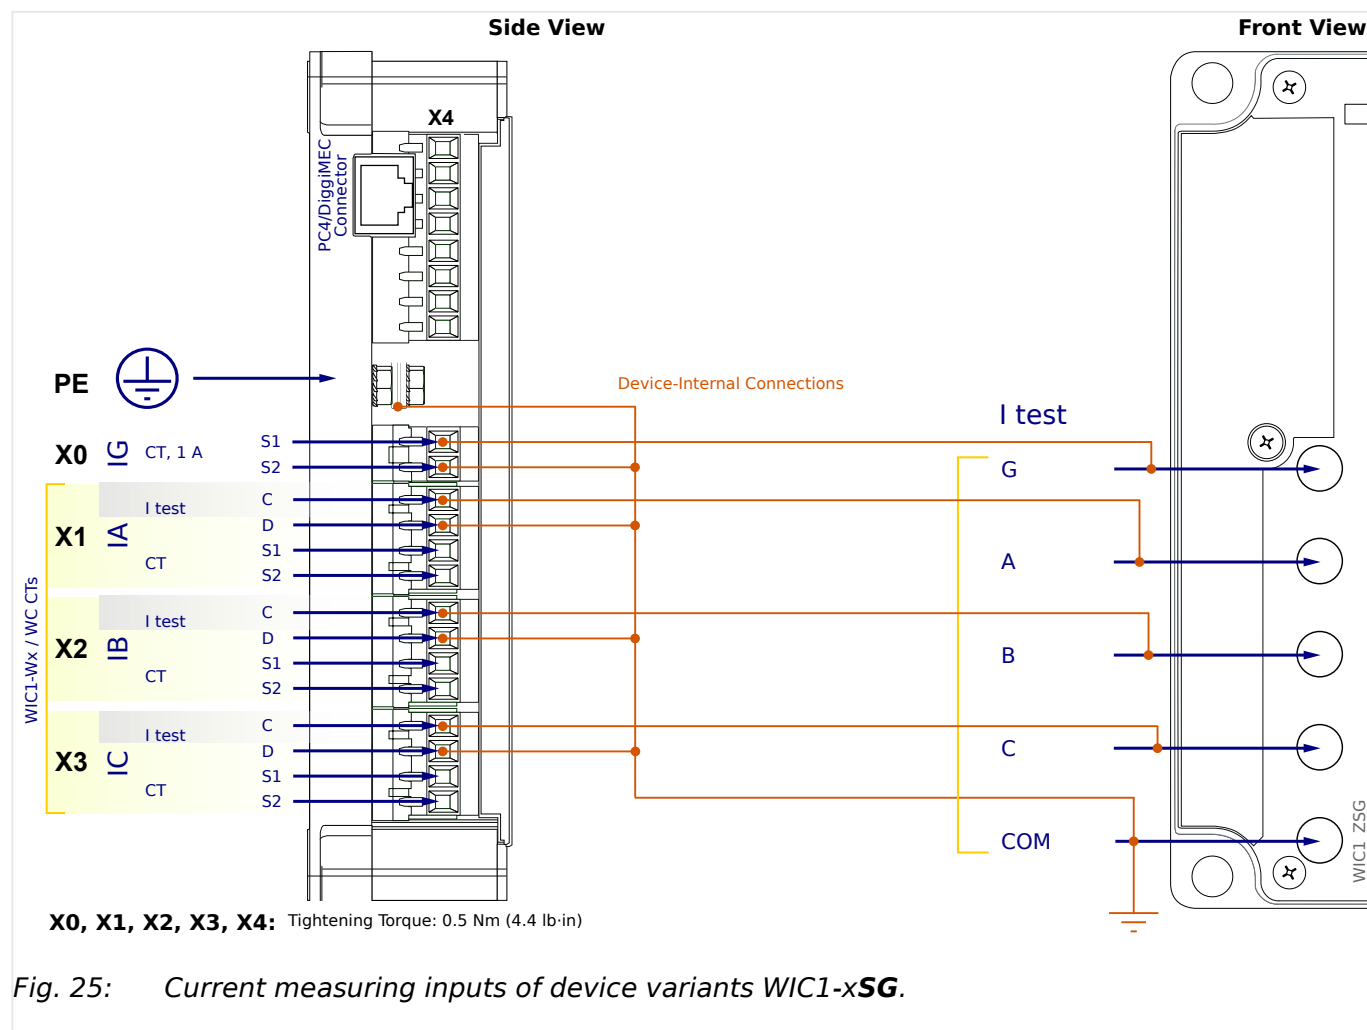 Side View
Front View
X4
PC4/DiggiMEC
Connector
PE
Device-Internal Connections
I test
X0 IG CT, 1 A S1
S2
G
X1 IA I test C
D
CT S1
S2
A
X2 IB I test C
D
CT S1
S2
B
X3 IC I test C
D
CT S1
S2
C
COM
WIC1-Wx / WC CTs
WIC1 ZSG
X0, X1, X2, X3, X4: Tightening Torque: 0.5 Nm (4.4 lb·in)
Fig. 25: Current measuring inputs of device variants WIC1-xSG.